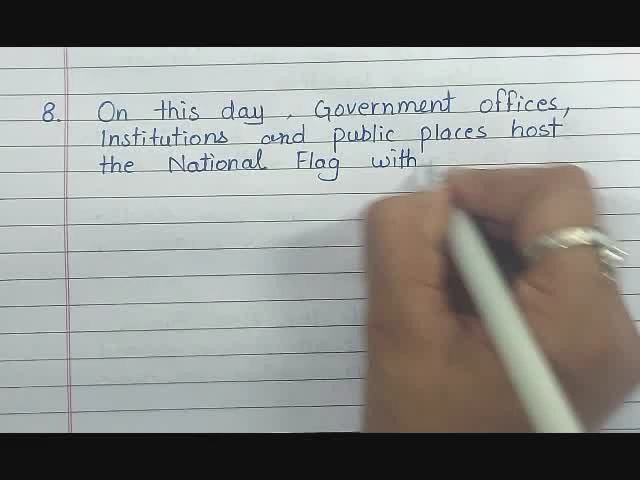 8. On this day, Government offices,
Institutions and public places host
the National Flag with